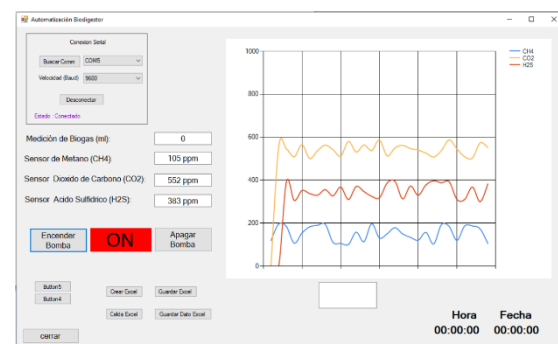 Automatización Biodigestor
Conexión Serial
Buscar Comm COM5
Velocidad (Baud) 9600
Desconectar
Estado : Conectado
Medición de Biogas (ml): 0
Sensor de Metano (CH4): 105 ppm
Sensor Dioxido de Carbono (CO2): 552 ppm
Sensor Acido Sulfidrico (H2S): 383 ppm
Encender Bomba
ON
Apagar Bomba
Button5
Button4
Crear Excel
Guardar Excel
Celda Excel
Guardar Dato Excel
cerrar
1000
800
600
400
200
0
CH4
CO2
H2S
Hora Fecha
00:00:00 00:00:00